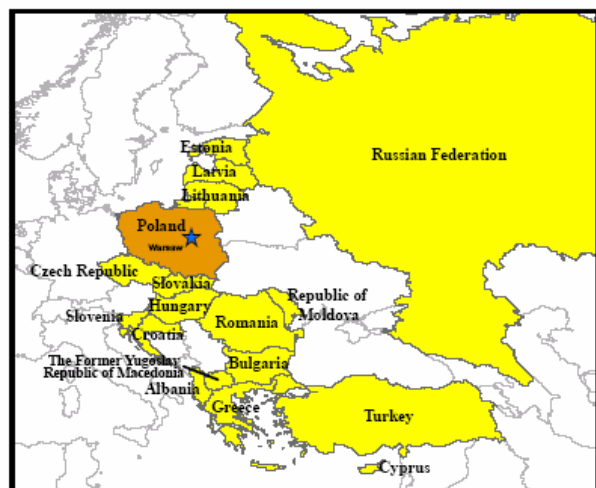 Estonia
Russian Federation
Latvia
Lithuania
Poland
Warsaw
Czech Republic
Slovakia
Hungary
Republic of
Moldova
Slovenia
Romania
Croatia
The Former Yugoslav
Republic of Macedonia
Bulgaria
Albania
Greece
Turkey
Cyprus